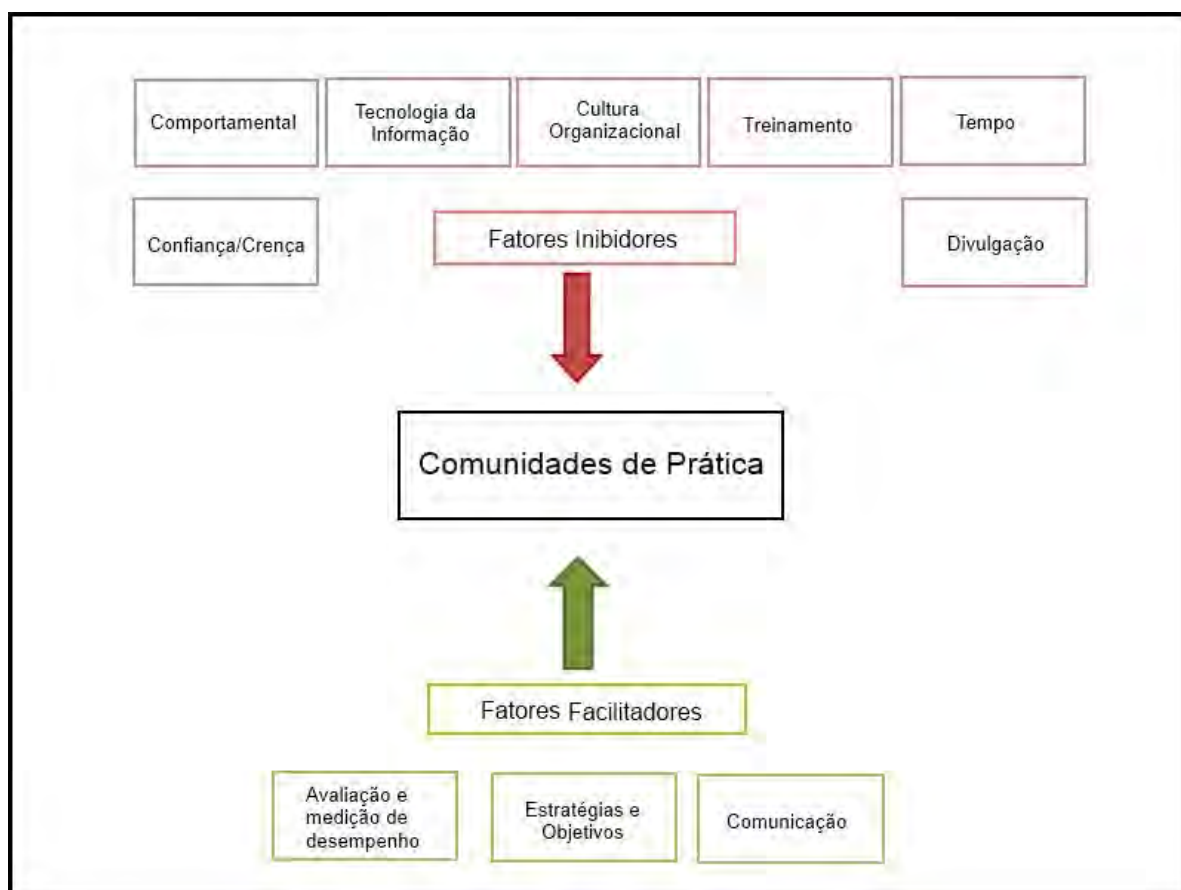 Comportamental
Tecnologia da
Informação
Cultura
Organizacional
Treinamento
Tempo
Confiança/Crença
Fatores Inibidores
Divulgação
Comunidades de Prática
Fatores Facilitadores
Avaliação e
medição de
desempenho
Estratégias e
Objetivos
Comunicação